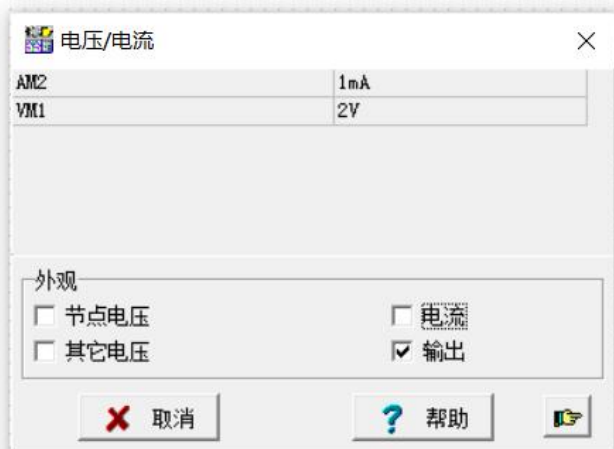 电压/电流
AM2 1mA
VM1 2V
外观
节点电压 电流
其它电压 输出
取消 ? 帮助